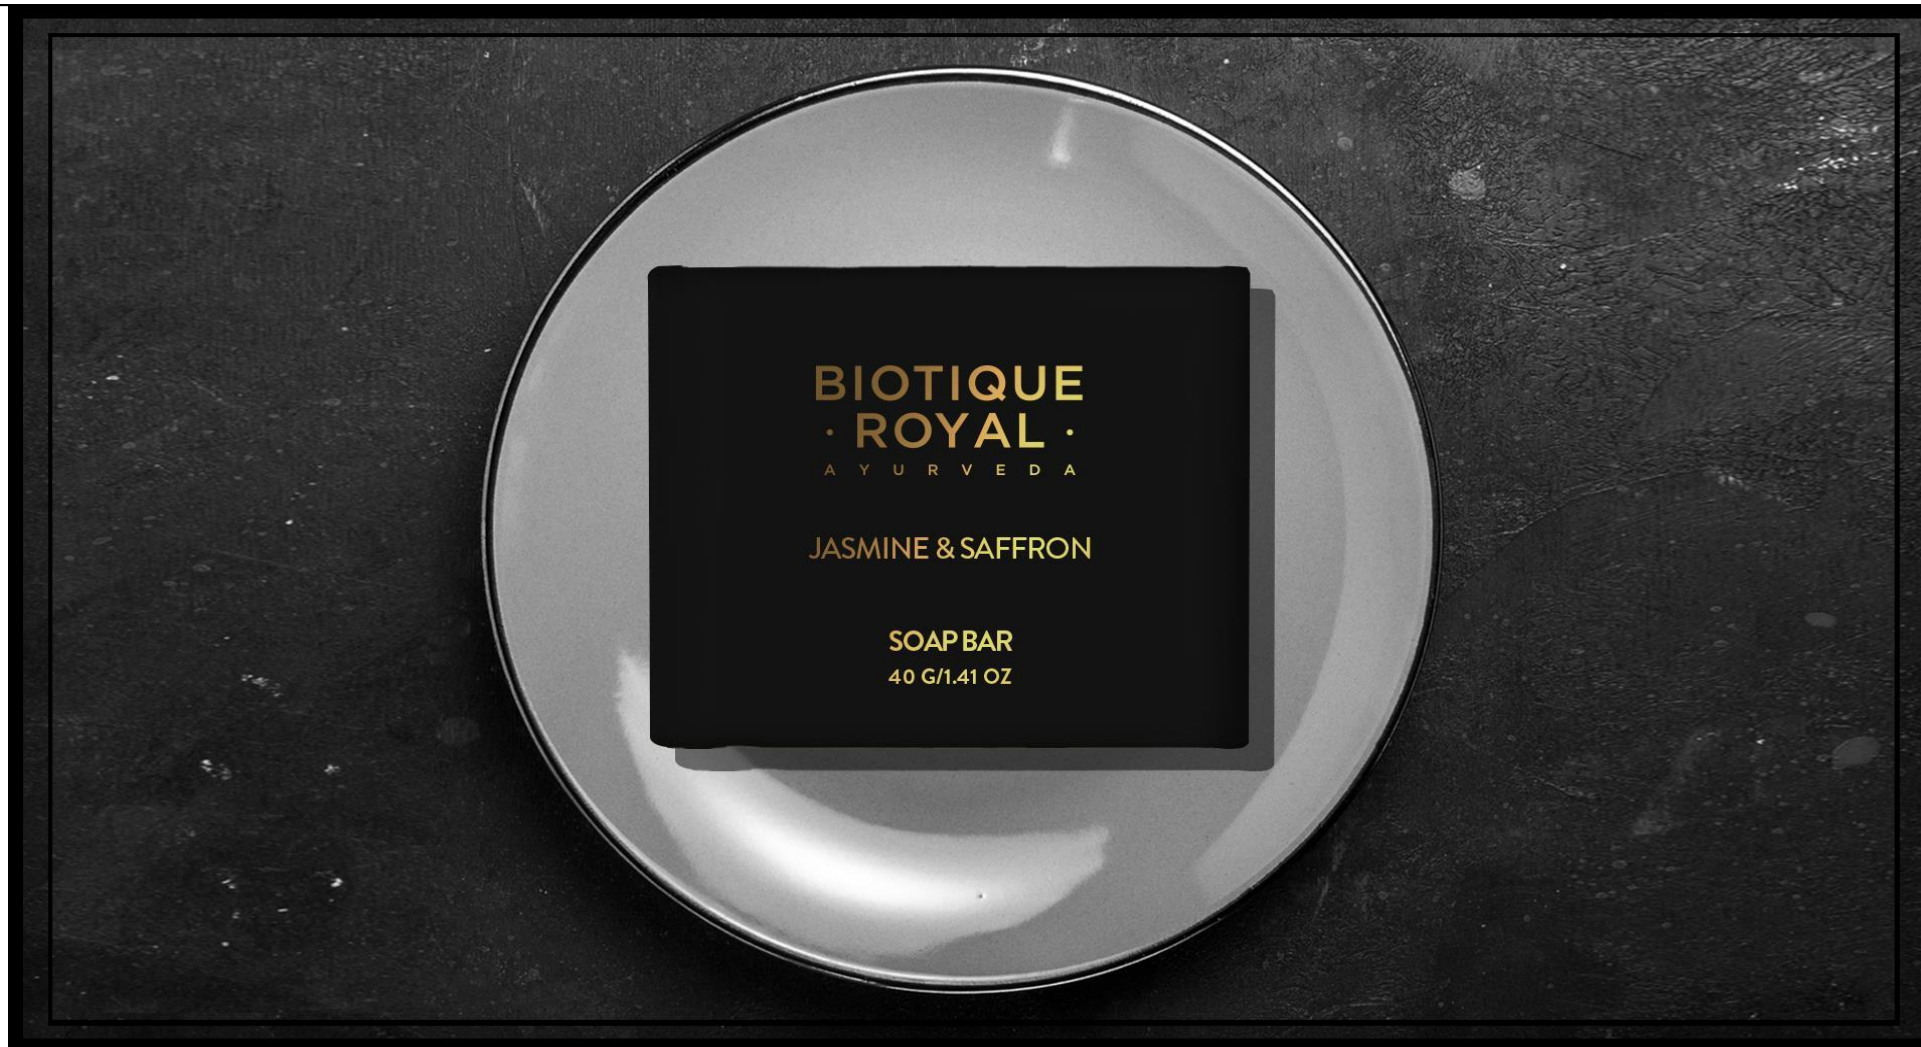 BIOTIQUE
· ROYAL ·
AYURVEDA
JASMINE & SAFFRON
SOAP BAR
40 G/1.41 OZ